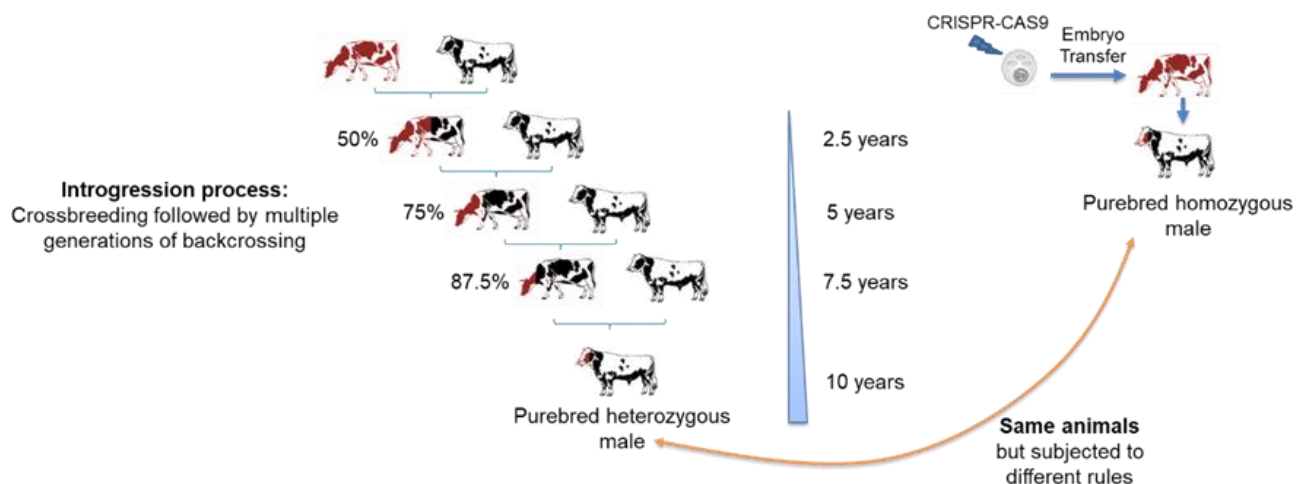 CRISPR-CAS9
Embryo
Transfer
50%
2.5 years
Introgression process:
Crossbreeding followed by multiple
generations of backcrossing
75%
5 years
Purebred homozygous
male
87.5%
7.5 years
10 years
Purebred heterozygous
male
Same animals
but subjected to
different rules